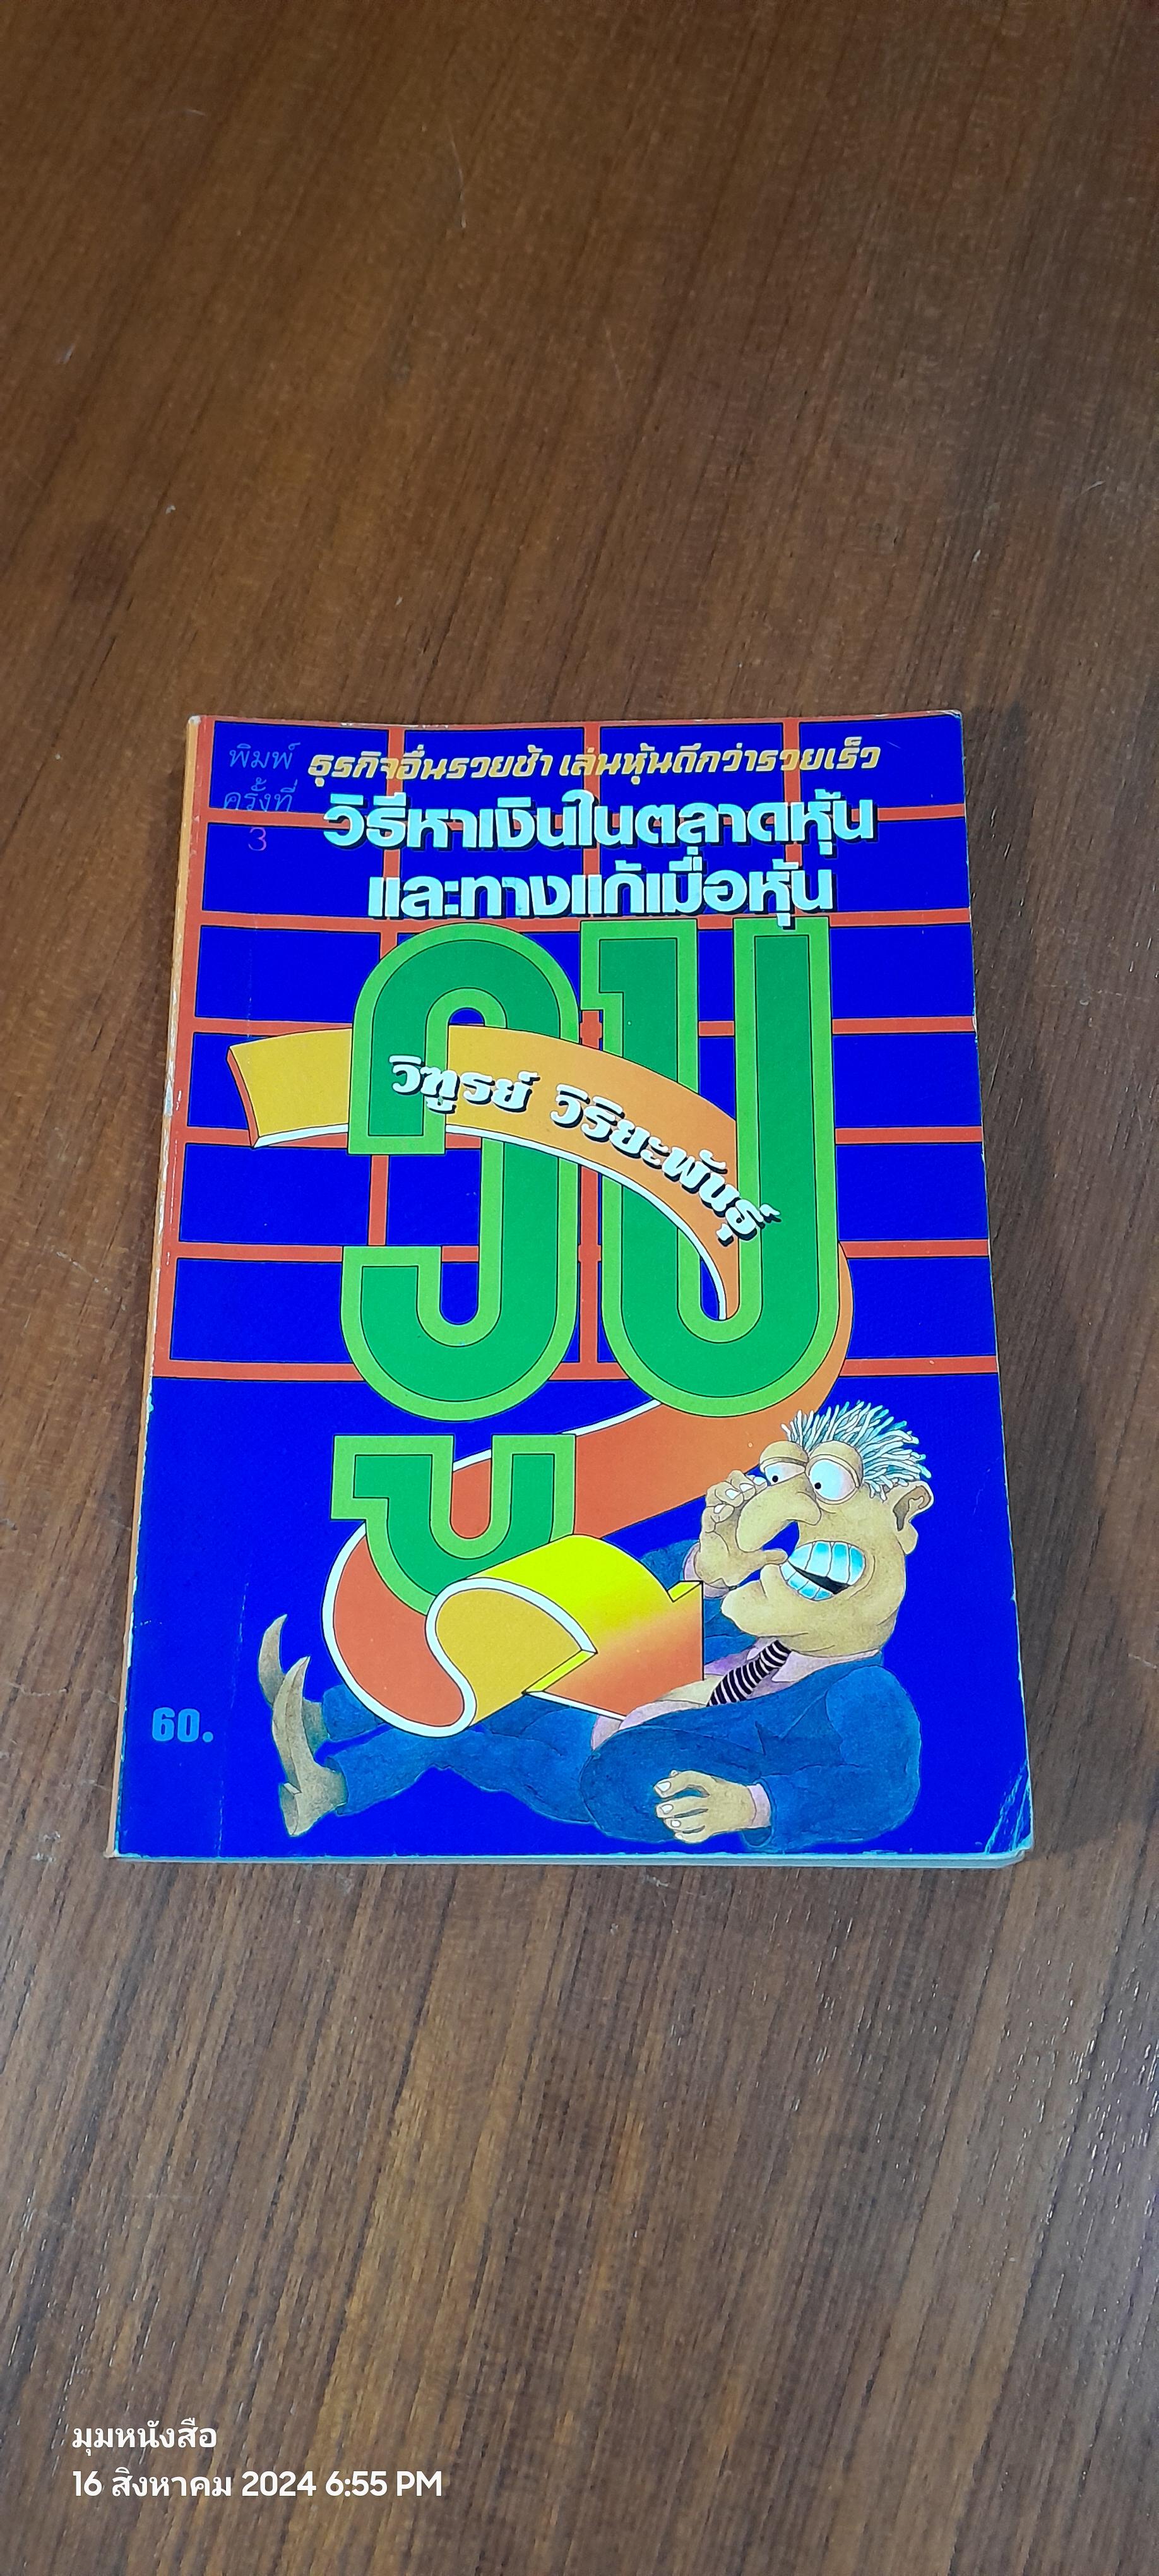 พิมพ์
ครั้งที่
3
ธุรกิจอื่นรวยช้า เล่นหุ้นดีกว่ารวยเร็ว
วิธีหาเงินในตลาดหุ้น
และทางแก้เมื่อหุ้น
วูบ
วิฑูรย์ วิริยะพันธุ์
60.
มุมหนังสือ
16 สิงหาคม 2024 6:55 PM